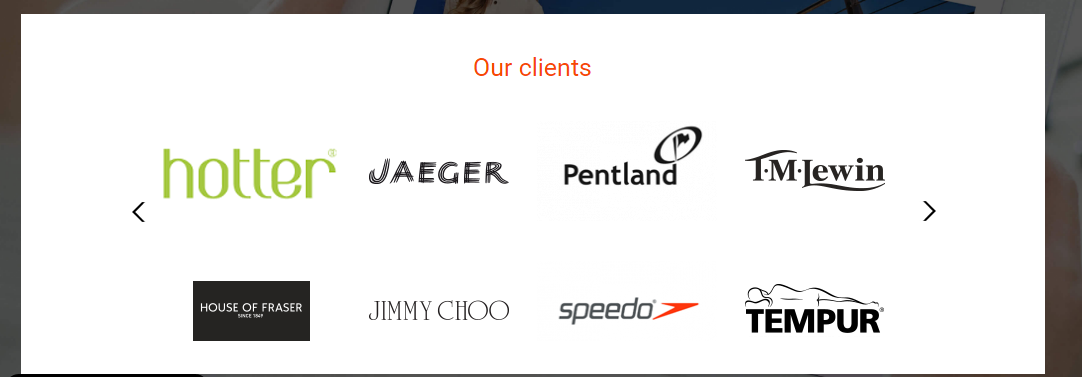 Our clients
hotter®
JAEGER
Pentland
T·M·Lewin
HOUSE OF FRASER
SINCE 1849
JIMMY CHOO
speedo®
TEMPUR®